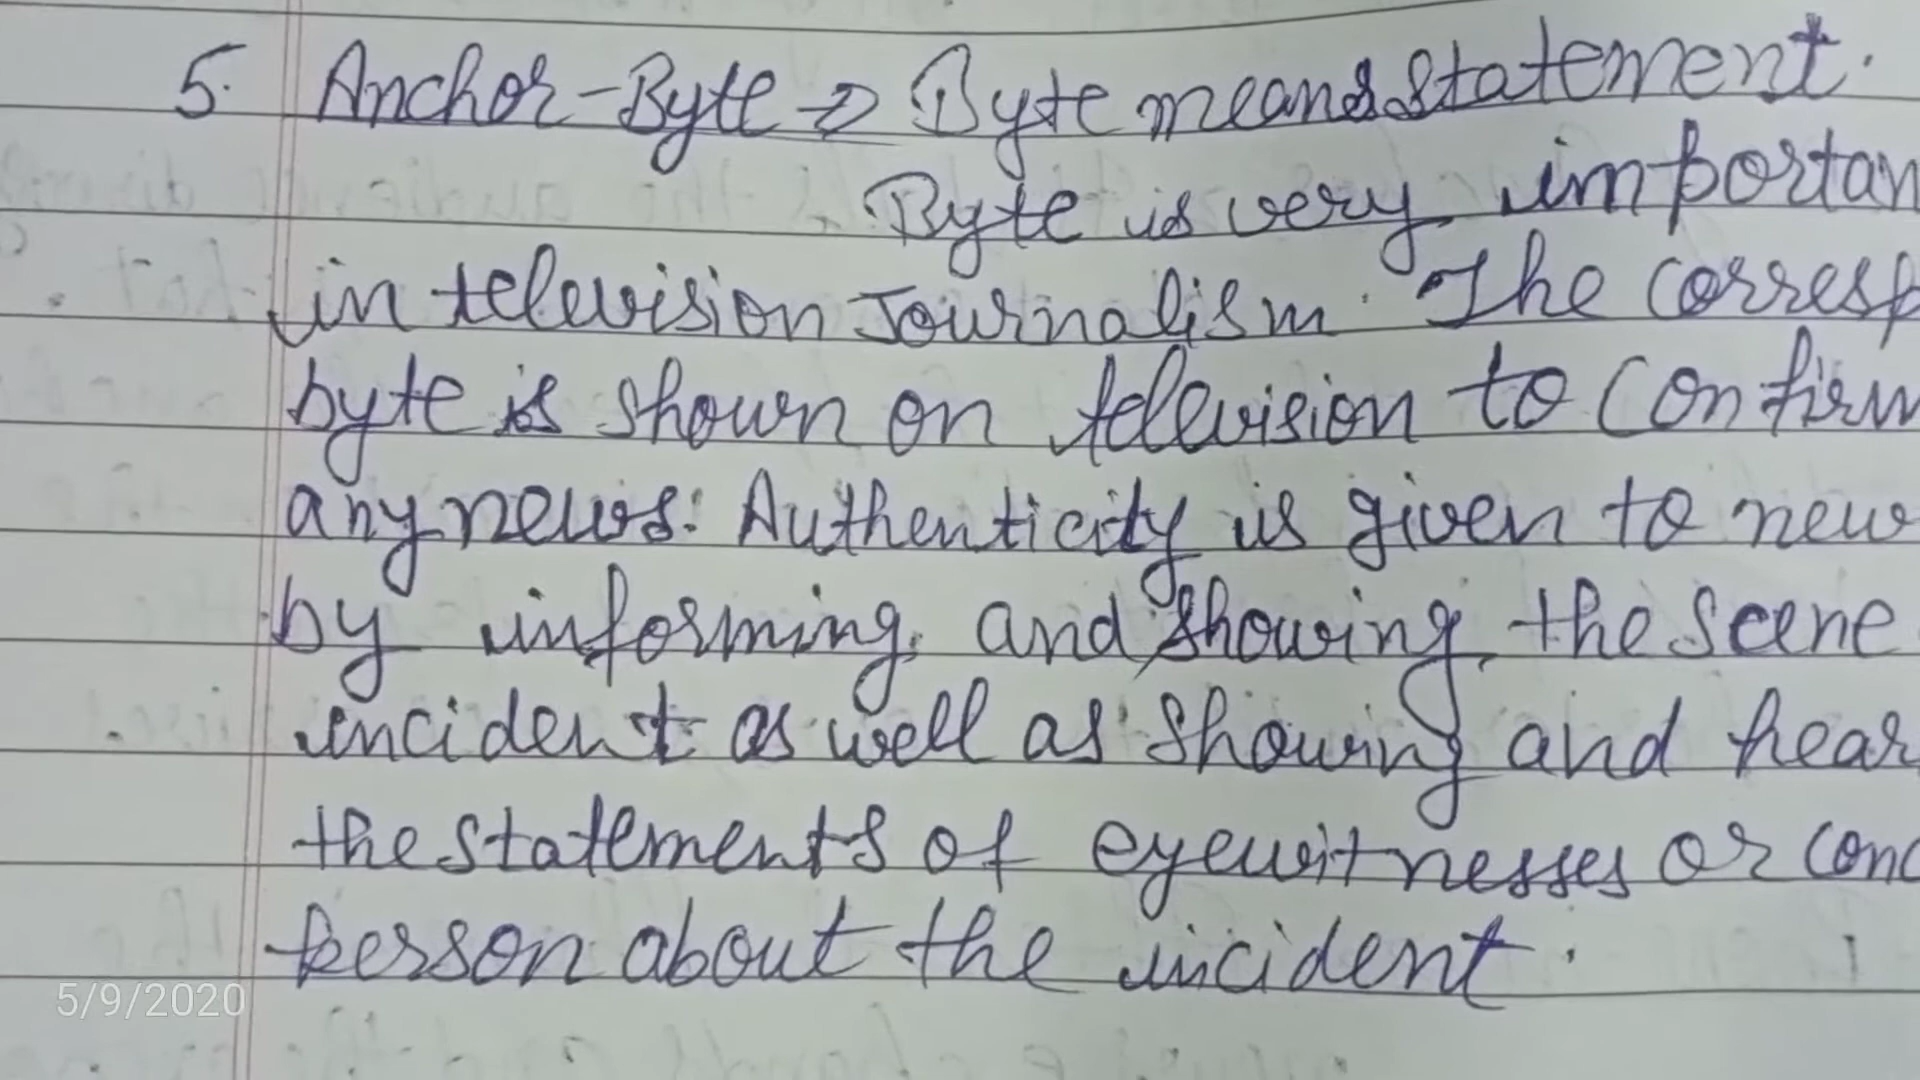 5. Anchor-Byte ⇒ Byte means Statement.
Byte is very importan
in television Journalism. The corresp
byte is shown on television to confirm
any news. Authenticity is given to new
by informing and showing the scene
incident as well as showing and hear
the statements of eyewitnesses or conc
person about the incident.
5/9/2020